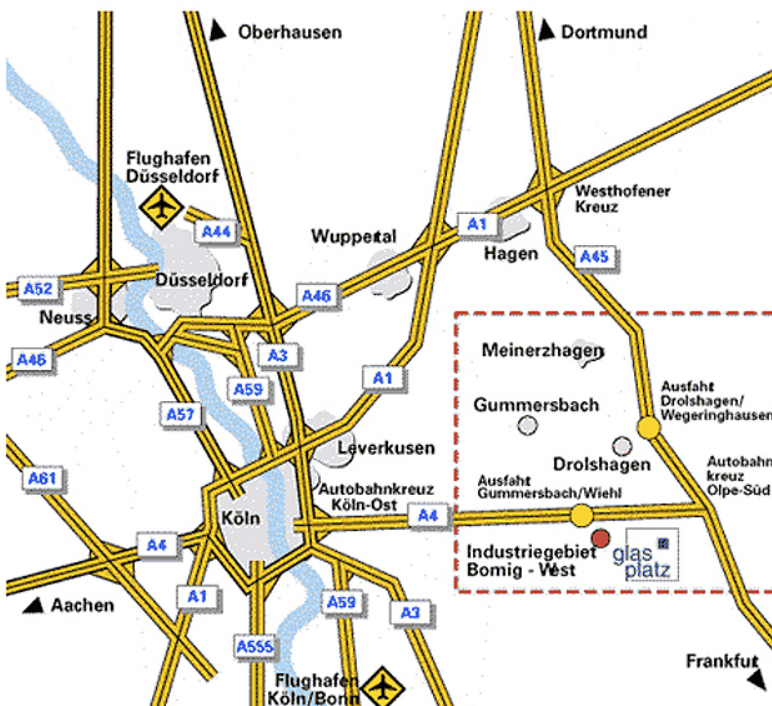 Oberhausen
Dortmund
Flughafen
Düsseldorf
Westhofener
Kreuz
A44
Wuppertal
A1
Hagen
A45
A52
Düsseldorf
A46
Neuss
A46
A3
Meinerzhagen
A1
A59
Ausfaht
Drolshagen/
Wegeringhausen
A57
Gummersbach
Leverkusen
Drolshagen
Autobahn
kreuz
Olpe-Süd
A61
Autobahnkreuz
Köln-Ost
Ausfaht
Gummersbach/Wiehl
Köln
A4
A4
Industriegebiet
Bomig - West
glas
platz
Aachen
A1
A59
A3
A555
Frankfut
Flughafen
Köln/Bonn